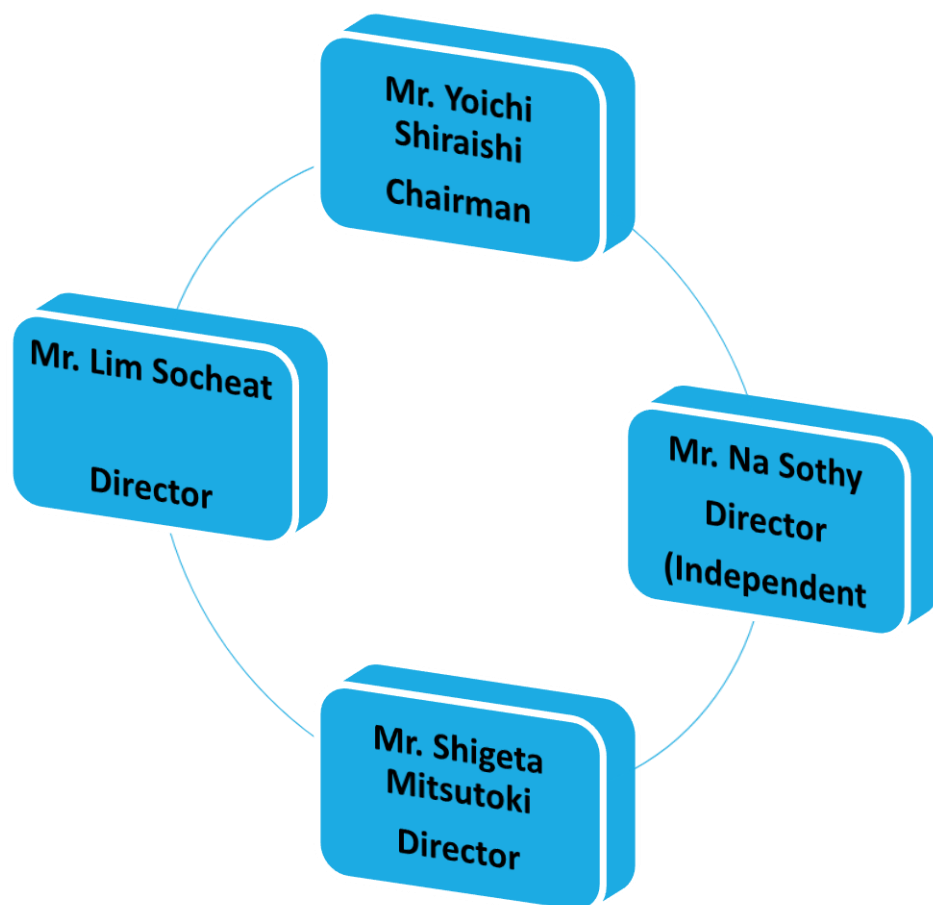 Mr. Yoichi
Shiraishi
Chairman
Mr. Lim Socheat
Director
Mr. Na Sothy
Director
(Independent
Mr. Shigeta
Mitsutoki
Director